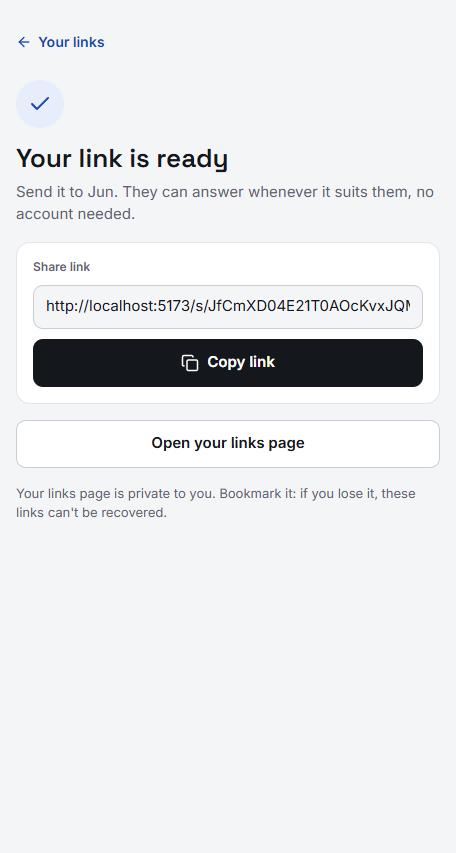 Your links
Your link is ready
Send it to Jun. They can answer whenever it suits them, no
account needed.
Share link
http://localhost:5173/s/JfCmXD04E21T0AOcKvxJQ
Copy link
Open your links page
Your links page is private to you. Bookmark it: if you lose it, these
links can't be recovered.